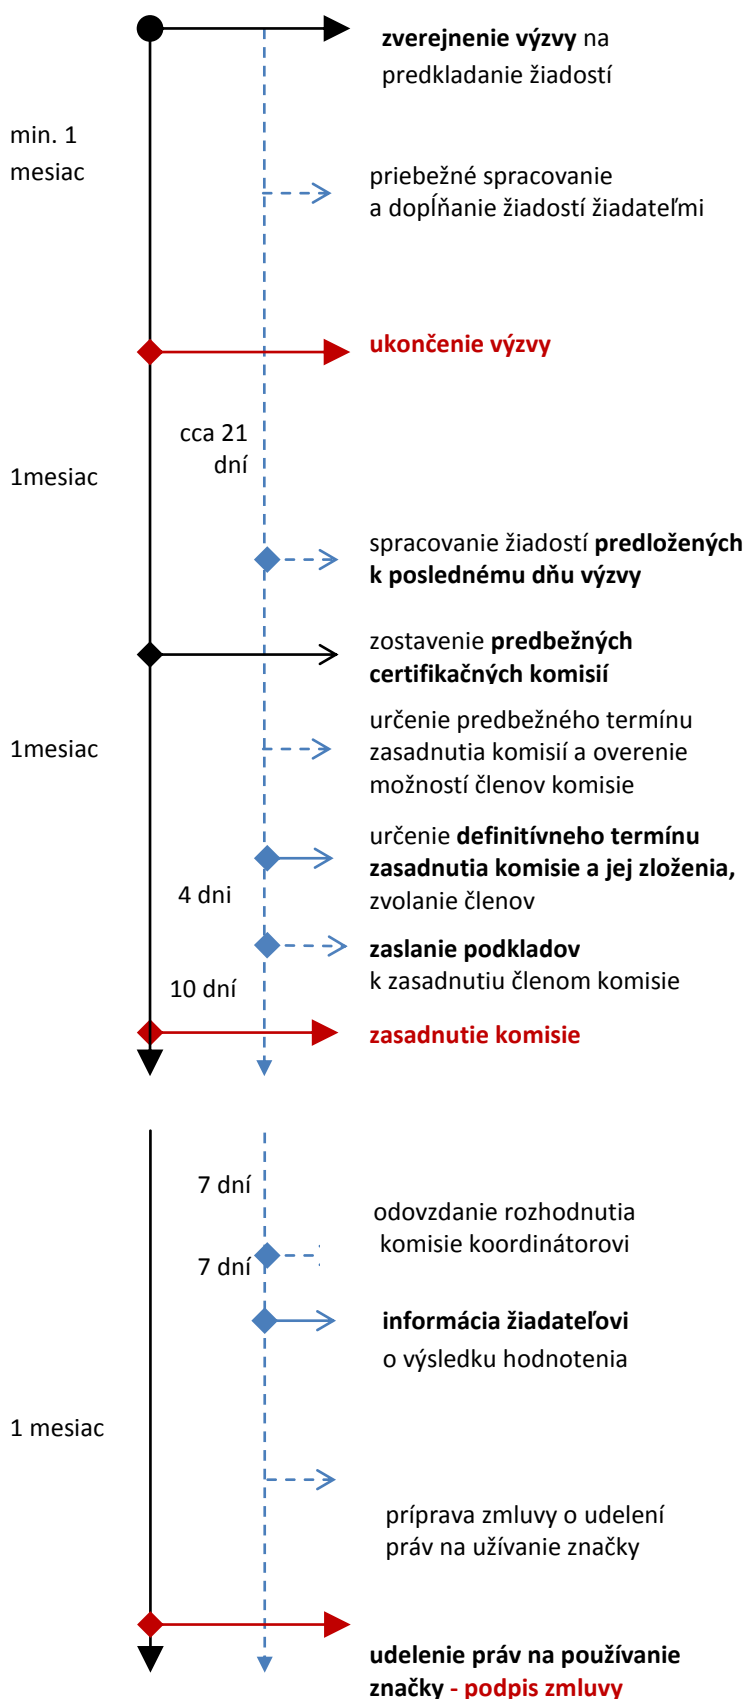 zverejnenie výzvy na
predkladanie žiadostí
min. 1
mesiac
priebežné spracovanie
a dopĺňanie žiadostí žiadateľmi
ukončenie výzvy
cca 21
dní
1mesiac
spracovanie žiadostí predložených
k poslednému dňu výzvy
zostavenie predbežných
certifikačných komisií
určenie predbežného termínu
zasadnutia komisií a overenie
možností členov komisie
1mesiac
určenie definitívneho termínu
zasadnutia komisie a jej zloženia,
zvolanie členov
4 dni
zaslanie podkladov
k zasadnutiu členom komisie
10 dní
zasadnutie komisie
7 dní
odovzdanie rozhodnutia
komisie koordinátorovi
7 dní
informácia žiadateľovi
o výsledku hodnotenia
1 mesiac
príprava zmluvy o udelení
práv na užívanie značky
udelenie práv na používanie
značky - podpis zmluvy